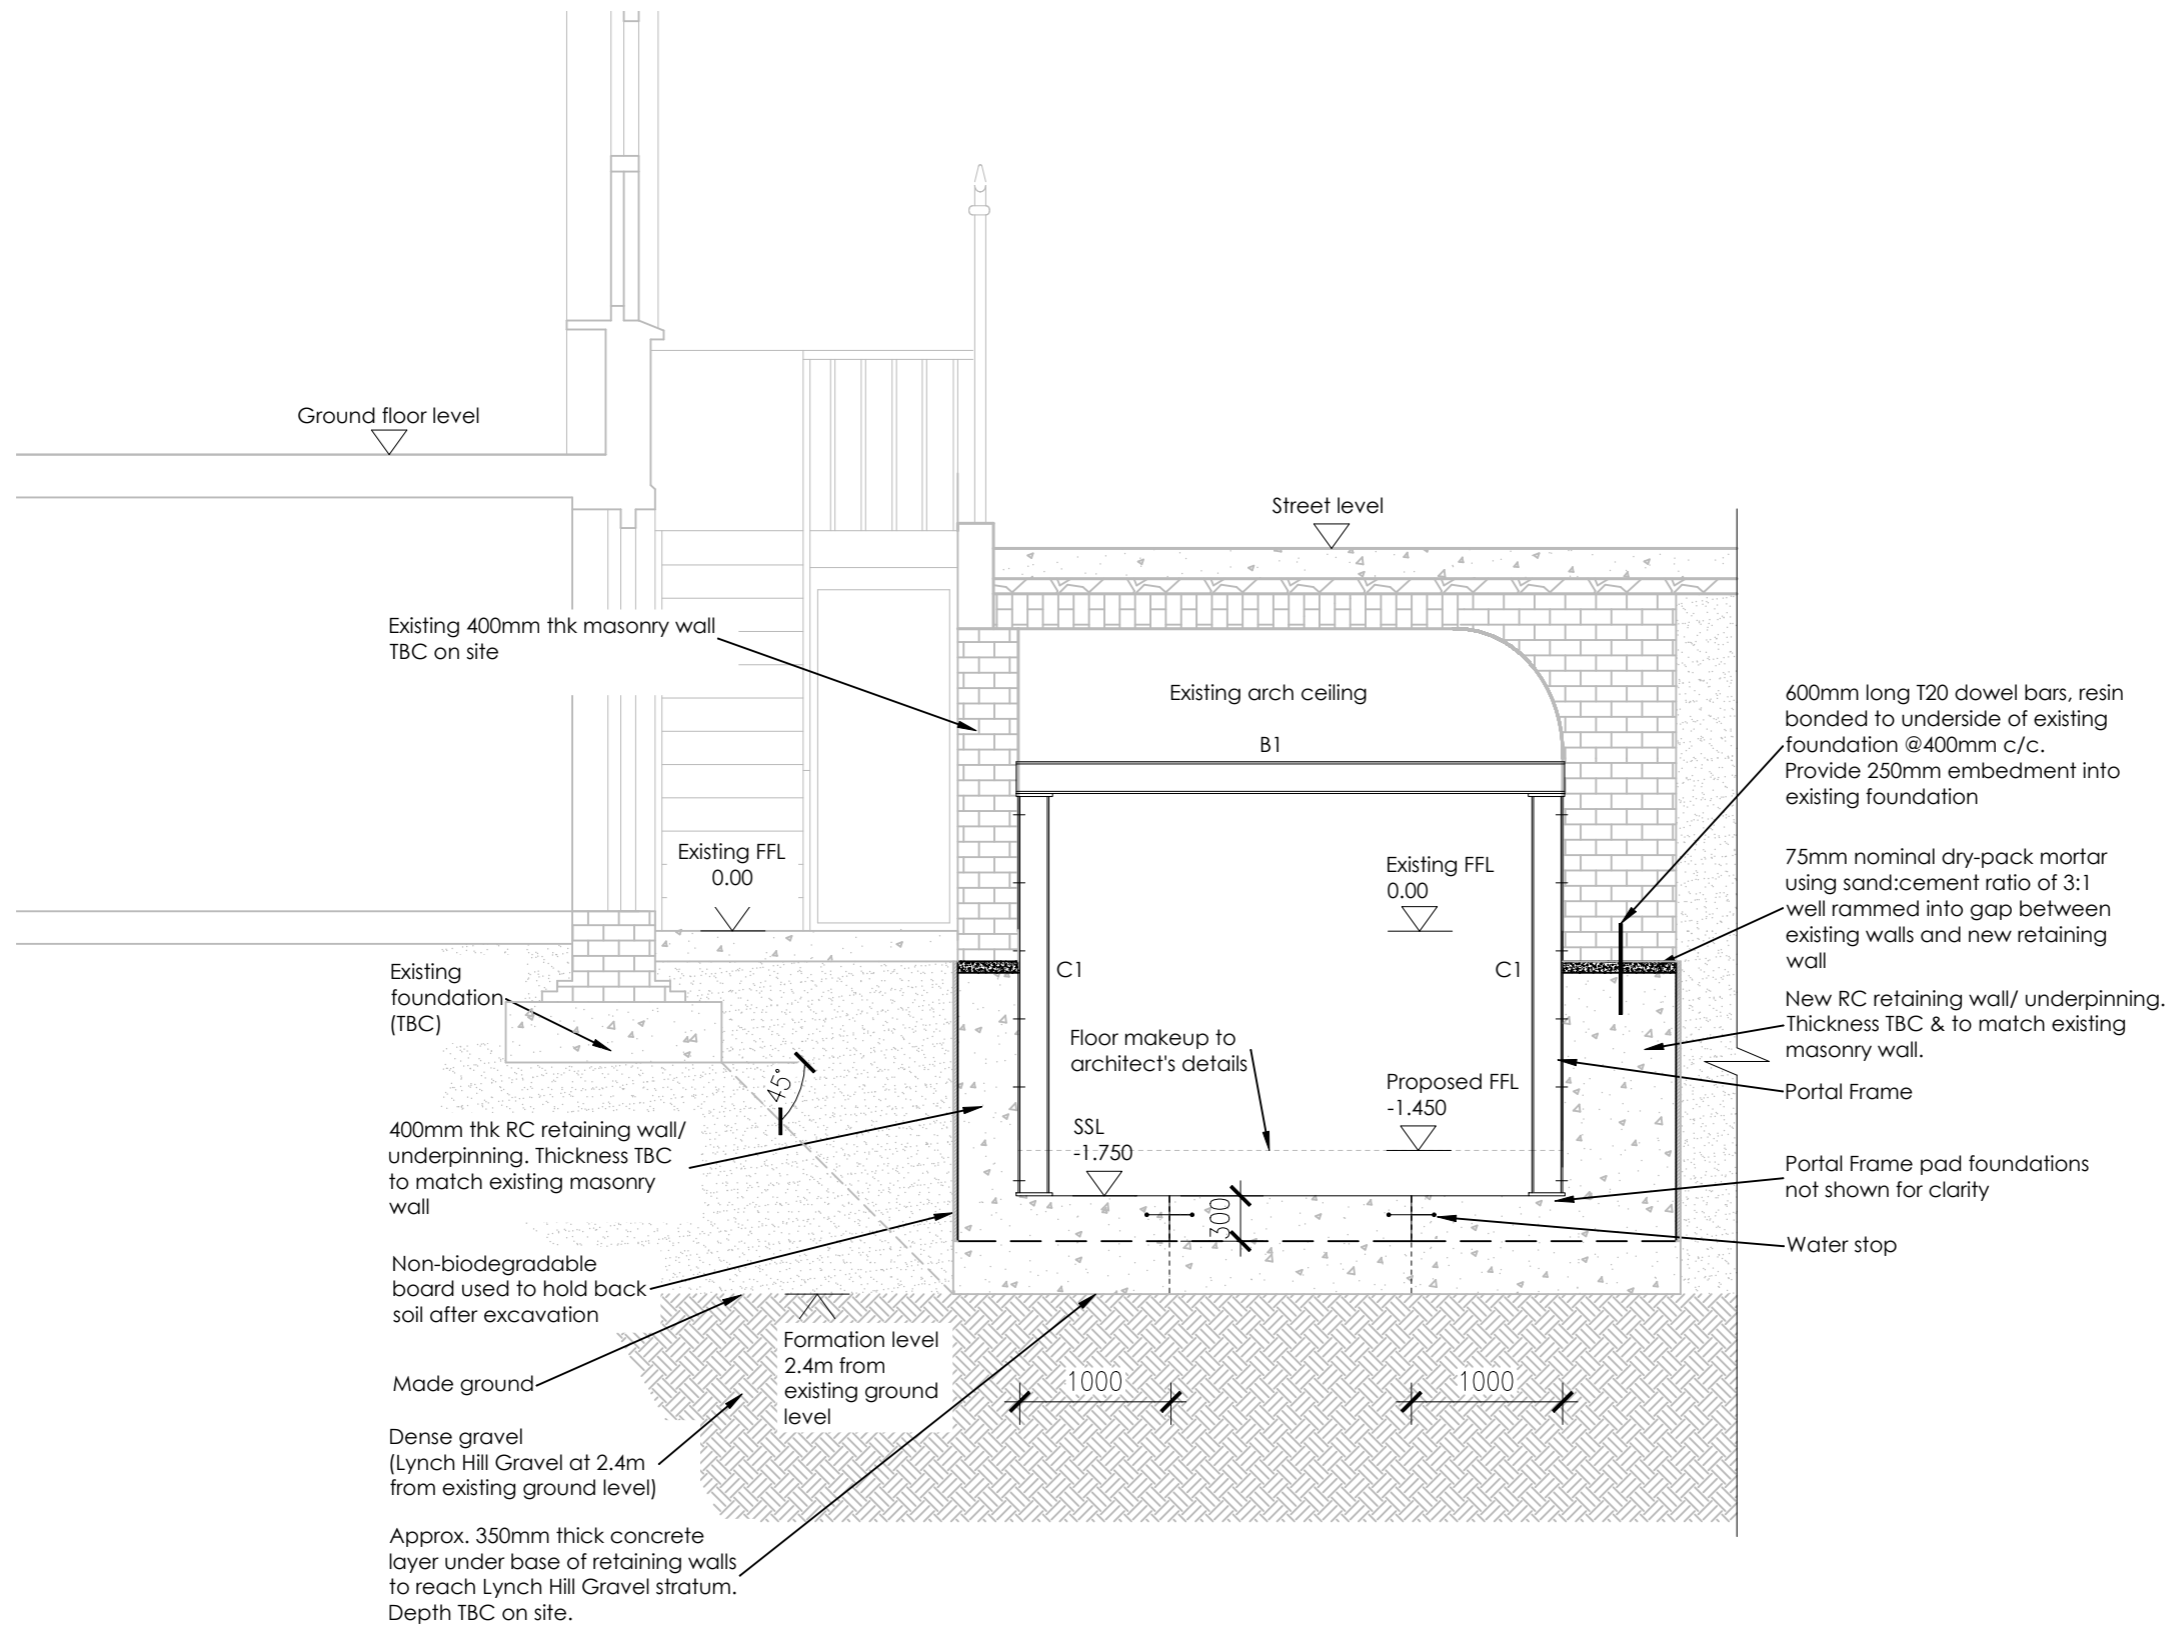 Ground floor level
Street level
Existing 400mm thk masonry wall
TBC on site
Existing arch ceiling
B1
600mm long T20 dowel bars, resin
bonded to underside of existing
foundation @400mm c/c.
Provide 250mm embedment into
existing foundation
Existing FFL
0.00
Existing FFL
0.00
75mm nominal dry-pack mortar
using sand:cement ratio of 3:1
well rammed into gap between
existing walls and new retaining
wall
Existing
foundation
(TBC)
C1
C1
New RC retaining wall/ underpinning.
Thickness TBC & to match existing
masonry wall.
Floor makeup to
architect's details
45°
Proposed FFL
-1.450
Portal Frame
400mm thk RC retaining wall/
underpinning. Thickness TBC
to match existing masonry
wall
SSL
-1.750
Portal Frame pad foundations
not shown for clarity
300
Water stop
Non-biodegradable
board used to hold back
soil after excavation
Formation level
2.4m from
existing ground
level
Made ground
1000
1000
Dense gravel
(Lynch Hill Gravel at 2.4m
from existing ground level)
Approx. 350mm thick concrete
layer under base of retaining walls
to reach Lynch Hill Gravel stratum.
Depth TBC on site.